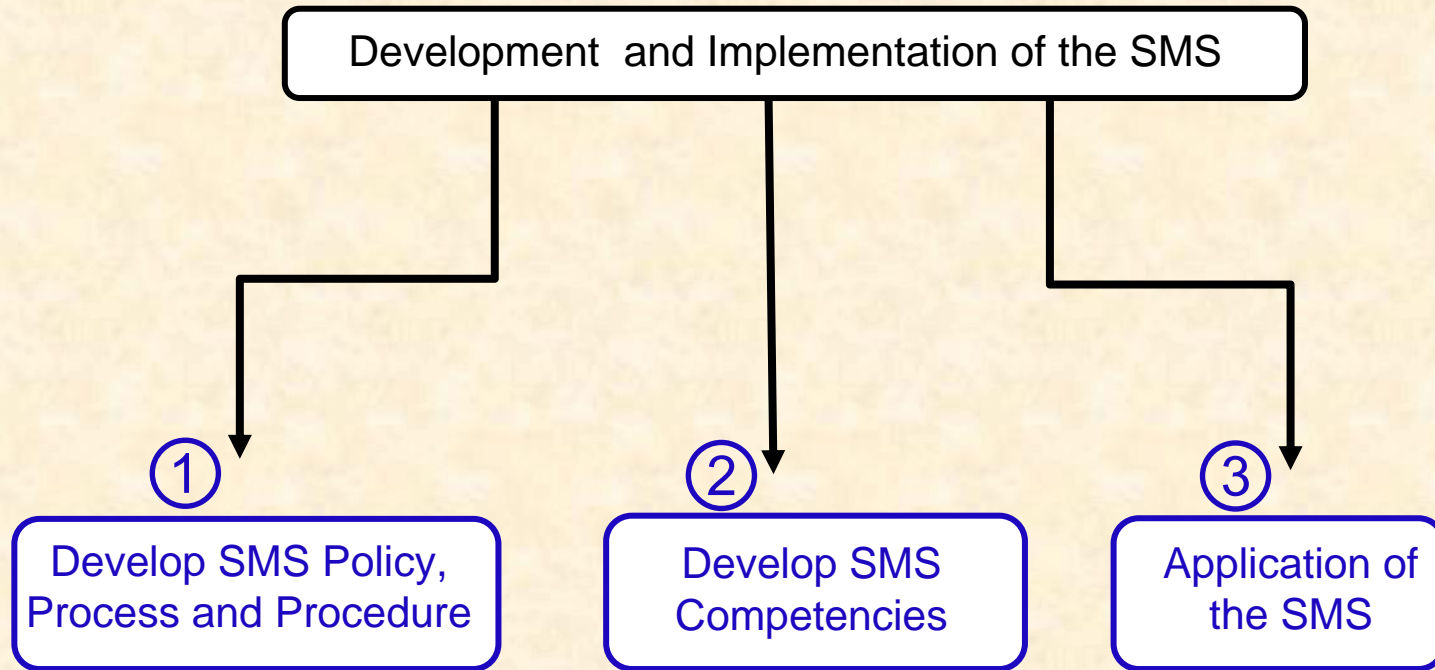 Development and Implementation of the SMS
1
2
3
Develop SMS Policy,
Process and Procedure
Develop SMS
Competencies
Application of
the SMS